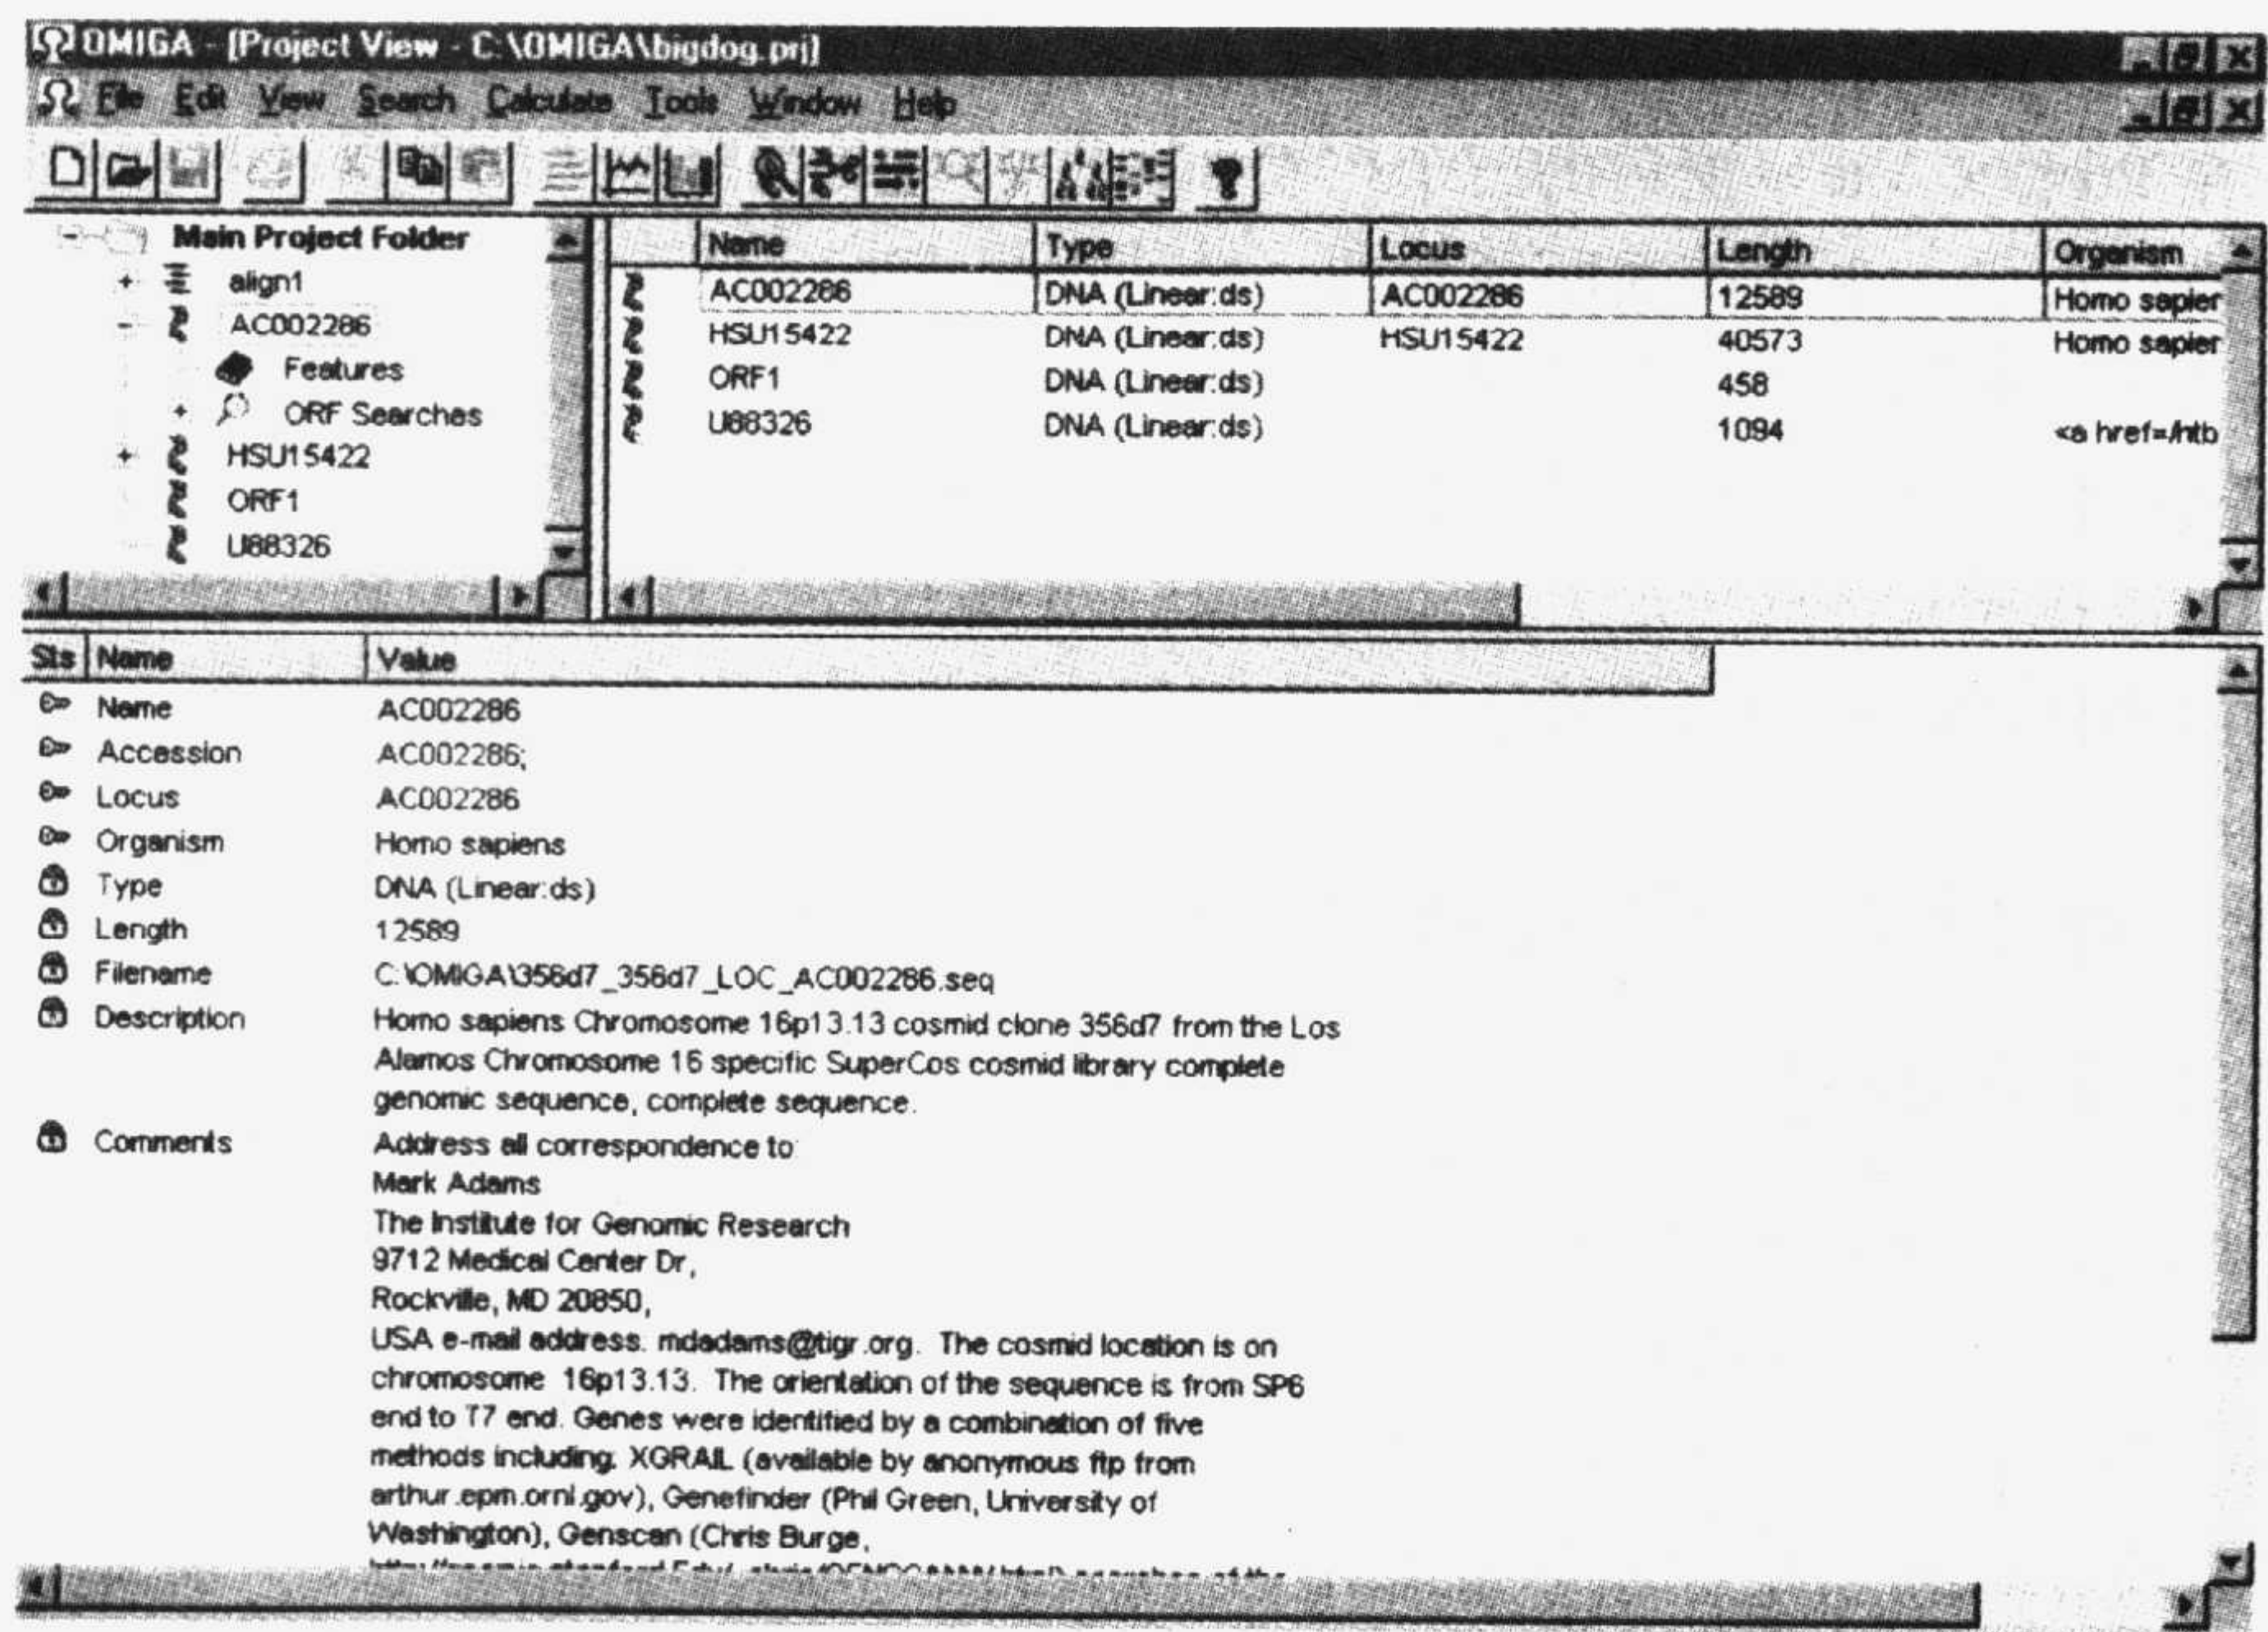 OMIGA - [Project View - C:\OMIGA\bigdog.prj]
File Edit View Search Calculate Tools Window Help
Main Project Folder
align1
AC002286
Features
ORF Searches
HSU15422
ORF1
U88326
Name Type Locus Length Organism
AC002286 DNA (Linear:ds) AC002286 12589 Homo sapier
HSU15422 DNA (Linear:ds) HSU15422 40573 Homo sapier
ORF1 DNA (Linear:ds) 458
U88326 DNA (Linear:ds) 1094 <a href=/htb
Sts Name Value
Name AC002286
Accession AC002286;
Locus AC002286
Organism Homo sapiens
Type DNA (Linear:ds)
Length 12589
Filename C:\OMIGA\356d7_356d7_LOC_AC002286.seq
Description Homo sapiens Chromosome 16p13.13 cosmid clone 356d7 from the Los
Alamos Chromosome 16 specific SuperCos cosmid library complete
genomic sequence, complete sequence.
Comments Address all correspondence to:
Mark Adams
The Institute for Genomic Research
9712 Medical Center Dr,
Rockville, MD 20850,
USA e-mail address. mdadams@tigr.org. The cosmid location is on
chromosome 16p13.13. The orientation of the sequence is from SP6
end to T7 end. Genes were identified by a combination of five
methods including: XGRAIL (available by anonymous ftp from
arthur.epm.ornl.gov), Genefinder (Phil Green, University of
Washington), Genscan (Chris Burge,